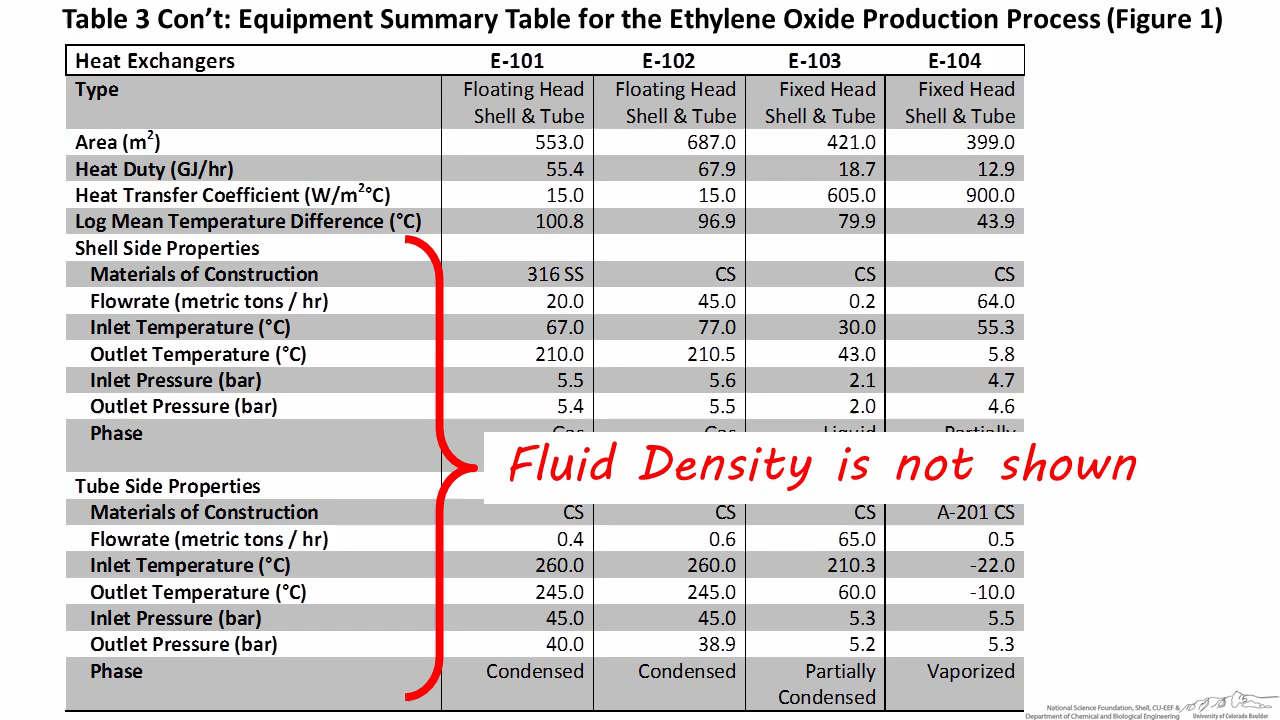 Table 3 Con’t: Equipment Summary Table for the Ethylene Oxide Production Process (Figure 1)
Heat Exchangers E-101 E-102 E-103 E-104
Type Floating Head Floating Head Fixed Head Fixed Head
Shell & Tube Shell & Tube Shell & Tube Shell & Tube
Area (m²) 553.0 687.0 421.0 399.0
Heat Duty (GJ/hr) 55.4 67.9 18.7 12.9
Heat Transfer Coefficient (W/m²°C) 15.0 15.0 605.0 900.0
Log Mean Temperature Difference (°C) 100.8 96.9 79.9 43.9
Shell Side Properties
Materials of Construction 316 SS CS CS CS
Flowrate (metric tons / hr) 20.0 45.0 0.2 64.0
Inlet Temperature (°C) 67.0 77.0 30.0 55.3
Outlet Temperature (°C) 210.0 210.5 43.0 5.8
Inlet Pressure (bar) 5.5 5.6 2.1 4.7
Outlet Pressure (bar) 5.4 5.5 2.0 4.6
Phase Gas Gas Liquid Partially
Fluid Density is not shown
Tube Side Properties
Materials of Construction CS CS CS A-201 CS
Flowrate (metric tons / hr) 0.4 0.6 65.0 0.5
Inlet Temperature (°C) 260.0 260.0 210.3 -22.0
Outlet Temperature (°C) 245.0 245.0 60.0 -10.0
Inlet Pressure (bar) 45.0 45.0 5.3 5.5
Outlet Pressure (bar) 40.0 38.9 5.2 5.3
Phase Condensed Condensed Partially Vaporized
Condensed
National Science Foundation, Shell, CU-EEF &
Department of Chemical and Biological Engineering University of Colorado Boulder